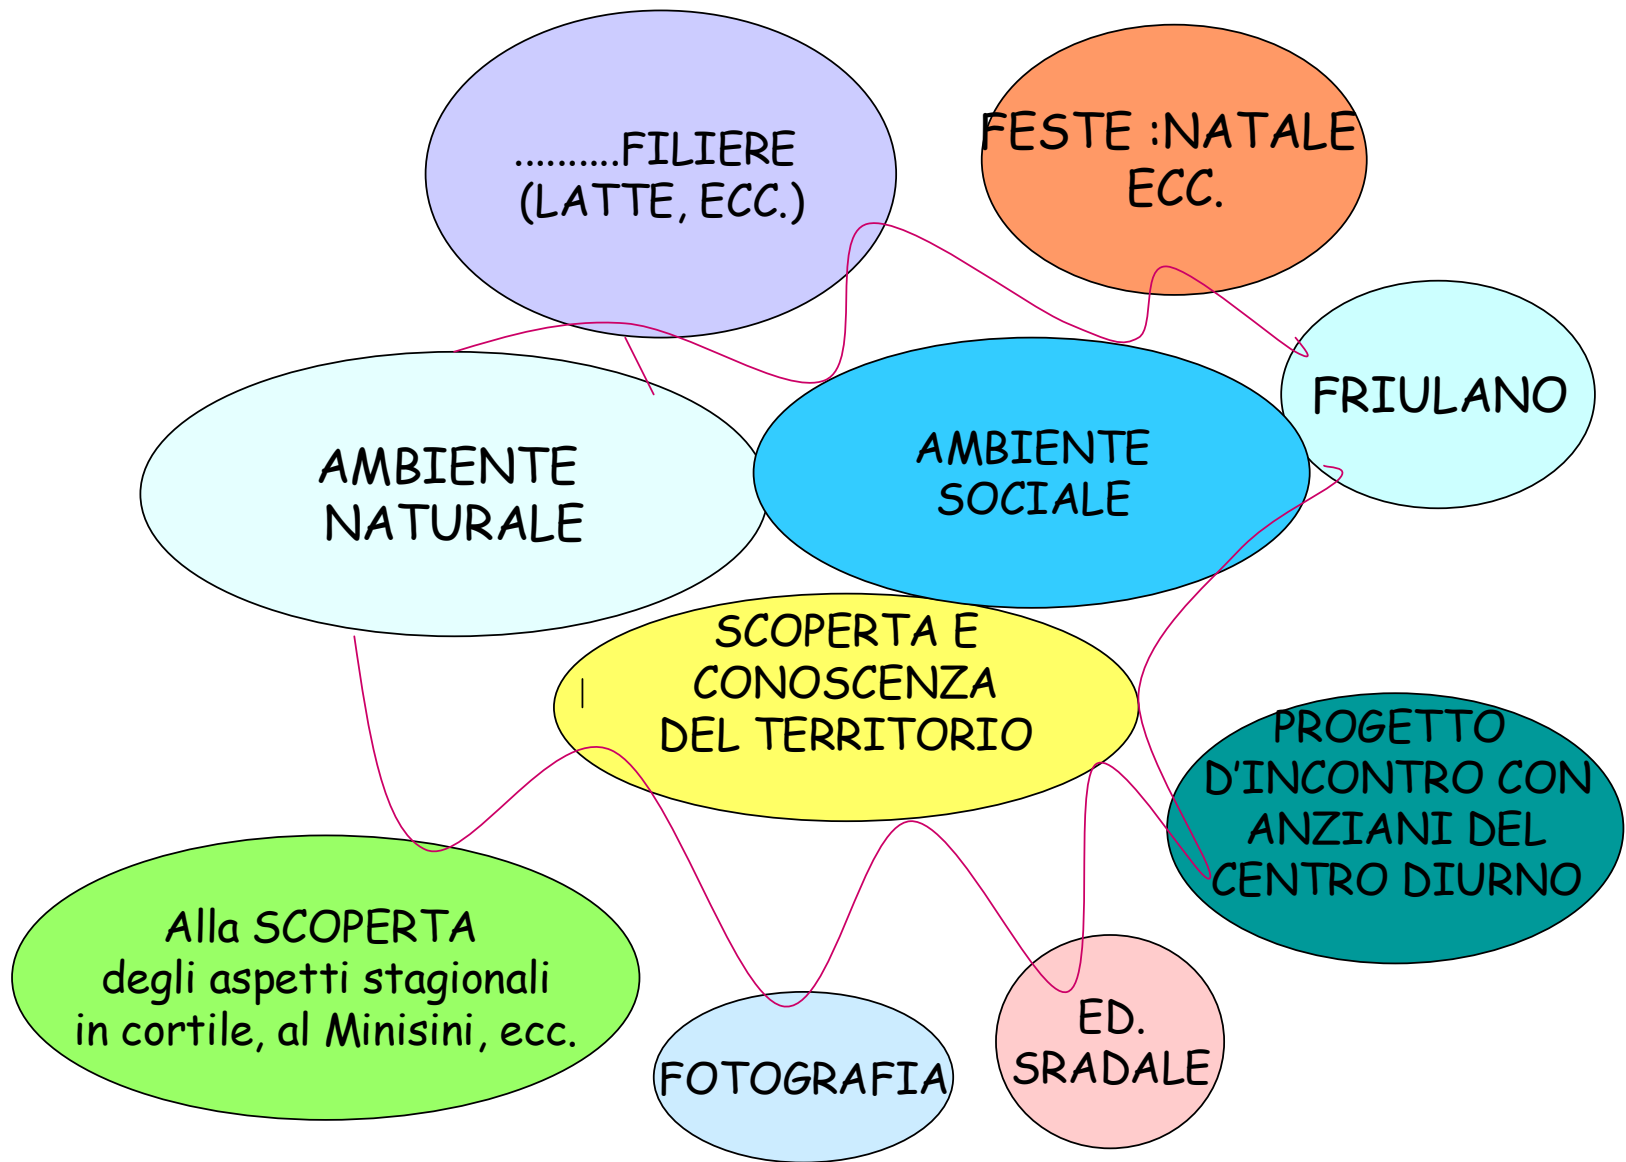 ..........FILIERE
(LATTE, ECC.)
FESTE :NATALE
ECC.
FRIULANO
AMBIENTE
NATURALE
AMBIENTE
SOCIALE
SCOPERTA E
CONOSCENZA
DEL TERRITORIO
PROGETTO
D'INCONTRO CON
ANZIANI DEL
CENTRO DIURNO
Alla SCOPERTA
degli aspetti stagionali
in cortile, al Minisini, ecc.
FOTOGRAFIA
ED.
SRADALE